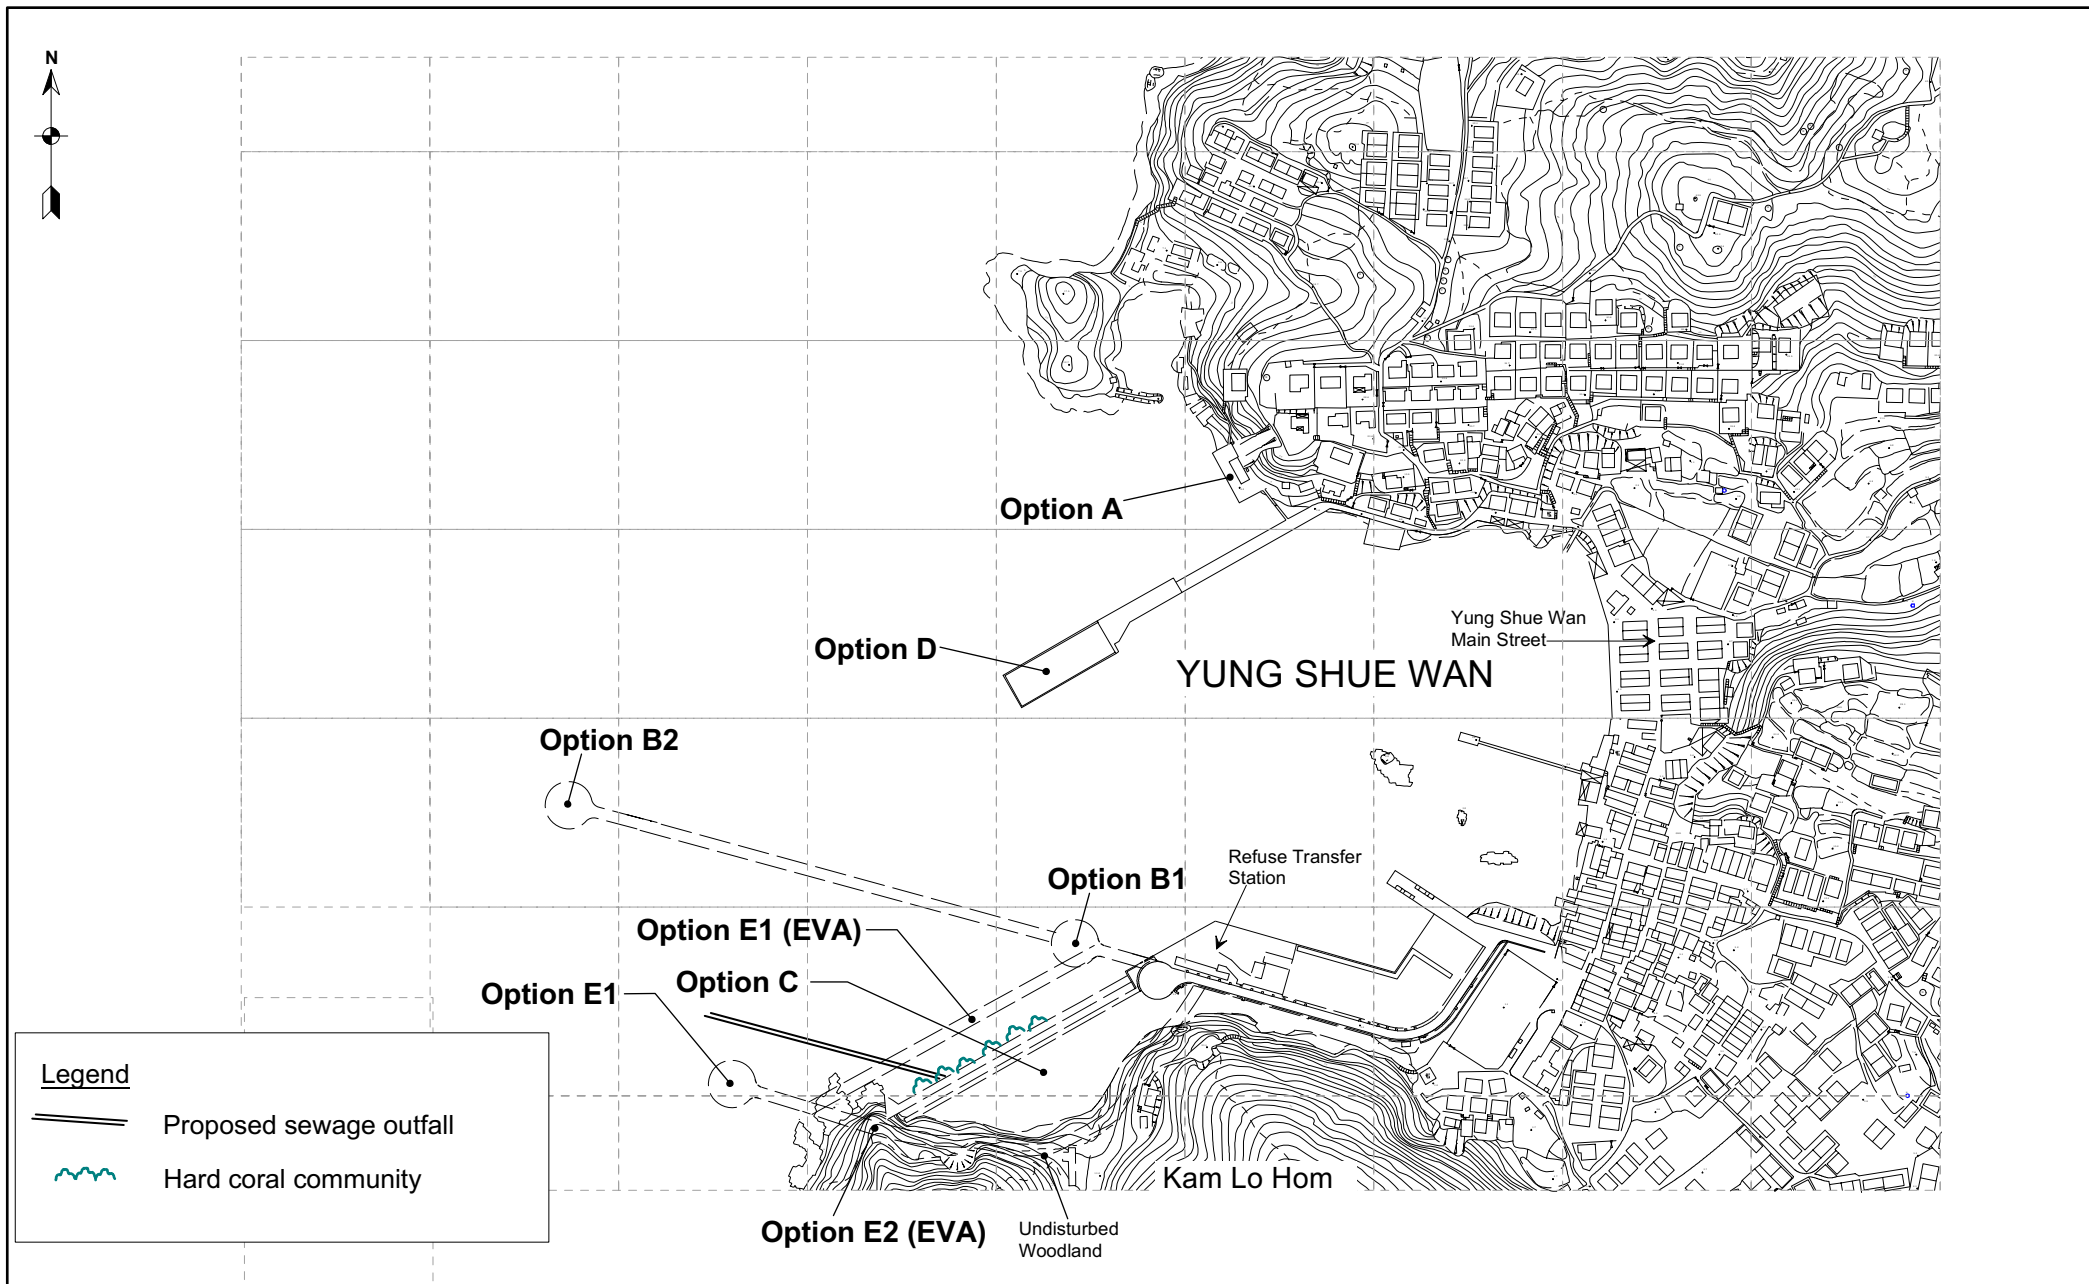 N
Option A
Yung Shue Wan
Main Street
Option D
YUNG SHUE WAN
Option B2
Refuse Transfer
Station
Option B1
Option E1 (EVA)
Option C
Option E1
Legend
Proposed sewage outfall
Hard coral community
Kam Lo Hom
Option E2 (EVA)
Undisturbed
Woodland